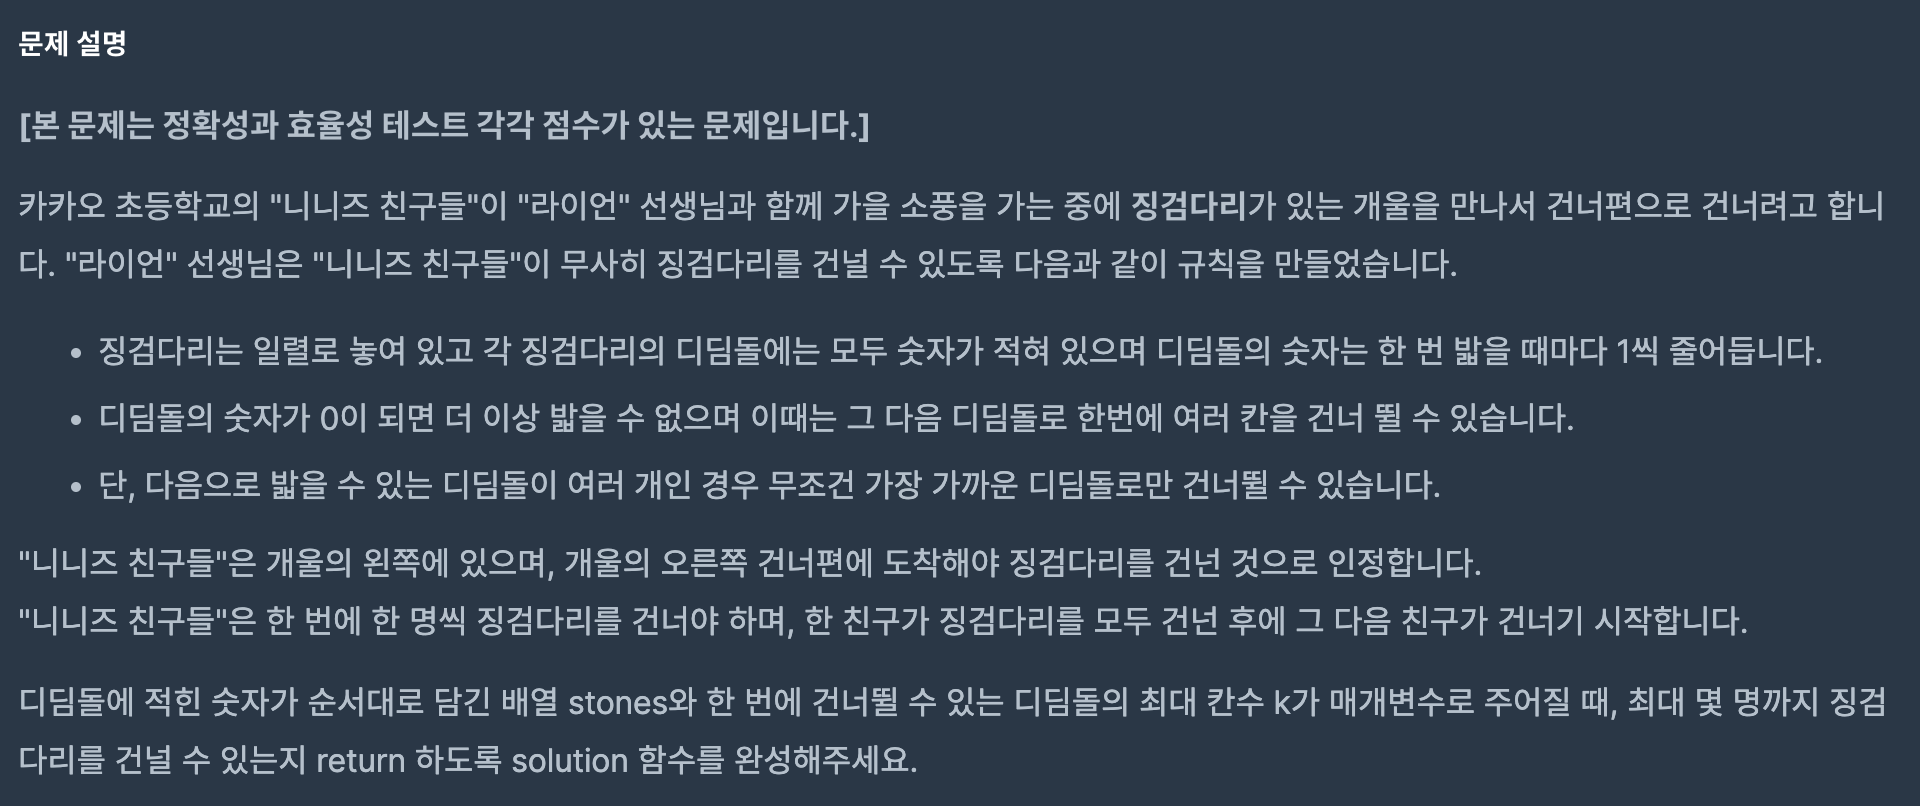 문제 설명
[본 문제는 정확성과 효율성 테스트 각각 점수가 있는 문제입니다.]
카카오 초등학교의 "니니즈 친구들"이 "라이언" 선생님과 함께 가을 소풍을 가는 중에 징검다리가 있는 개울을 만나서 건너편으로 건너려고 합니
다. "라이언" 선생님은 "니니즈 친구들"이 무사히 징검다리를 건널 수 있도록 다음과 같이 규칙을 만들었습니다.
• 징검다리는 일렬로 놓여 있고 각 징검다리의 디딤돌에는 모두 숫자가 적혀 있으며 디딤돌의 숫자는 한 번 밟을 때마다 1씩 줄어듭니다.
• 디딤돌의 숫자가 0이 되면 더 이상 밟을 수 없으며 이때는 그 다음 디딤돌로 한번에 여러 칸을 건너 뛸 수 있습니다.
• 단, 다음으로 밟을 수 있는 디딤돌이 여러 개인 경우 무조건 가장 가까운 디딤돌로만 건너뛸 수 있습니다.
"니니즈 친구들"은 개울의 왼쪽에 있으며, 개울의 오른쪽 건너편에 도착해야 징검다리를 건넌 것으로 인정합니다.
"니니즈 친구들"은 한 번에 한 명씩 징검다리를 건너야 하며, 한 친구가 징검다리를 모두 건넌 후에 그 다음 친구가 건너기 시작합니다.
디딤돌에 적힌 숫자가 순서대로 담긴 배열 stones와 한 번에 건너뛸 수 있는 디딤돌의 최대 칸수 k가 매개변수로 주어질 때, 최대 몇 명까지 징검
다리를 건널 수 있는지 return 하도록 solution 함수를 완성해주세요.